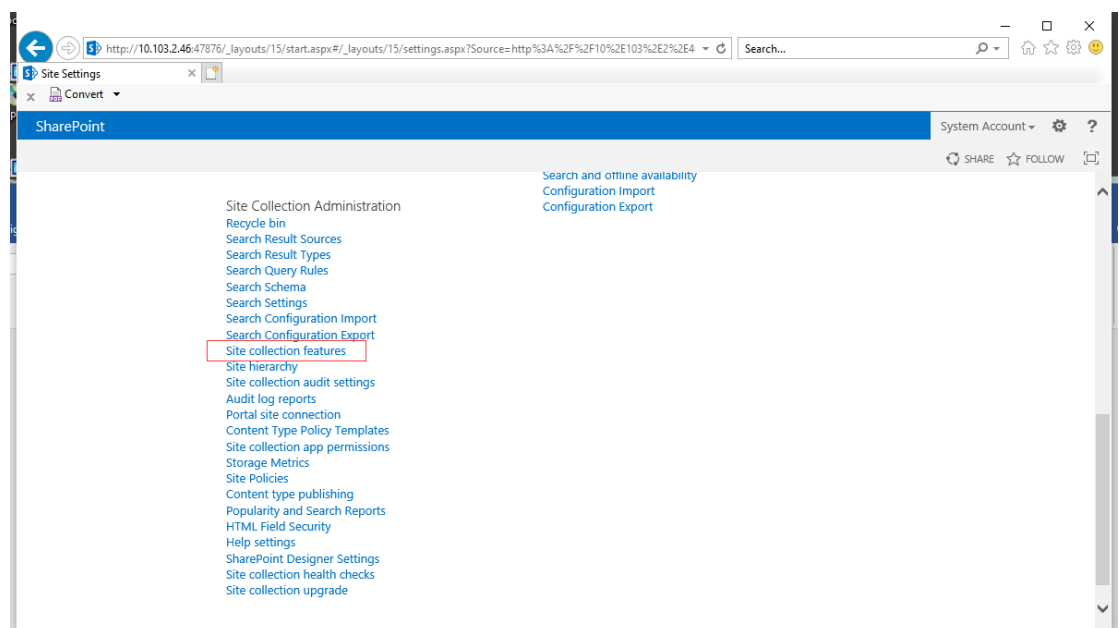 http://10.103.2.46:47876/_layouts/15/start.aspx#/_layouts/15/settings.aspx?Source=http%3A%2F%2F10%2E103%2E2%2E4
Search...
Site Settings
Convert
SharePoint
System Account
?
SHARE
FOLLOW
Search and offline availability
Configuration Import
Configuration Export
Site Collection Administration
Recycle bin
Search Result Sources
Search Result Types
Search Query Rules
Search Schema
Search Settings
Search Configuration Import
Search Configuration Export
Site collection features
Site hierarchy
Site collection audit settings
Audit log reports
Portal site connection
Content Type Policy Templates
Site collection app permissions
Storage Metrics
Site Policies
Content type publishing
Popularity and Search Reports
HTML Field Security
Help settings
SharePoint Designer Settings
Site collection health checks
Site collection upgrade